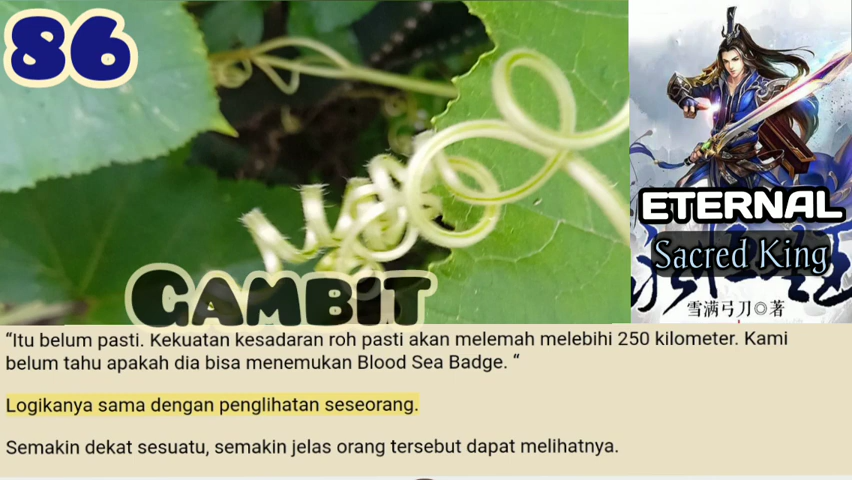 86
GAMBIT
ETERNAL
Sacred King
雪满弓刀◎著
“Itu belum pasti. Kekuatan kesadaran roh pasti akan melemah melebihi 250 kilometer. Kami
belum tahu apakah dia bisa menemukan Blood Sea Badge. “
Logikanya sama dengan penglihatan seseorang.
Semakin dekat sesuatu, semakin jelas orang tersebut dapat melihatnya.